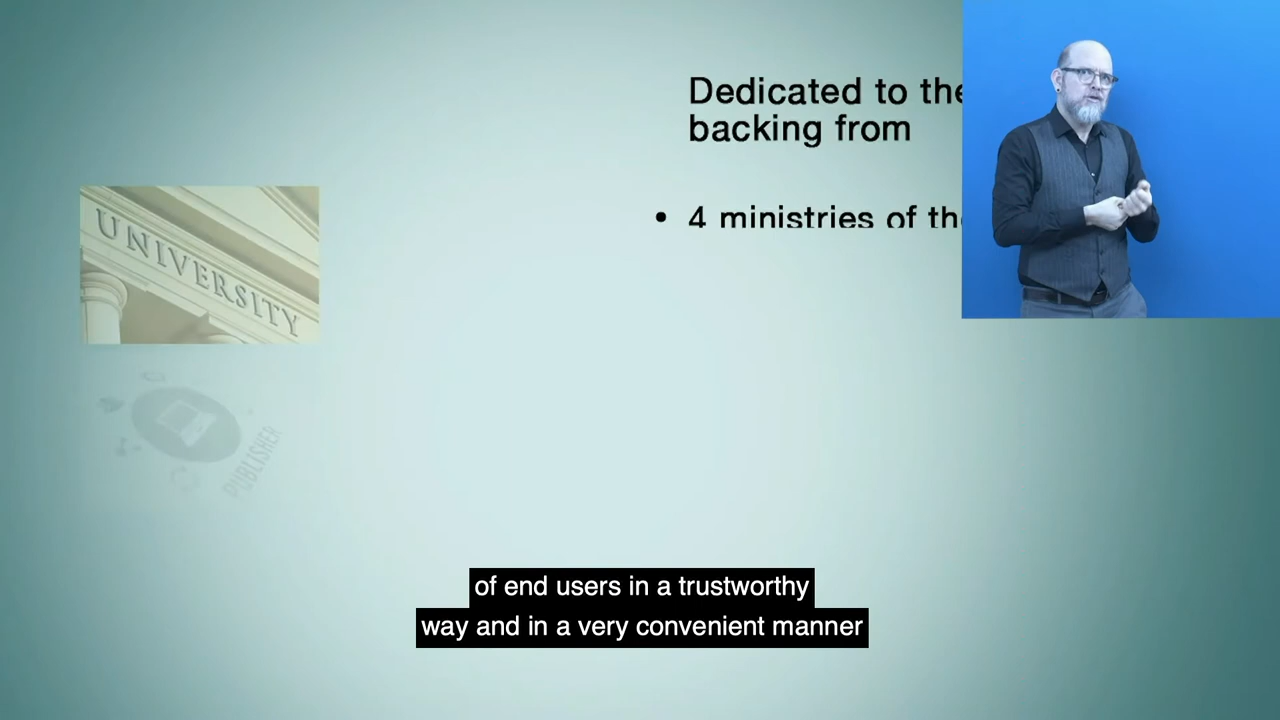 Dedicated to the
backing from
• 4 ministries of the
UNIVERSITY
PUBLISHER
of end users in a trustworthy
way and in a very convenient manner